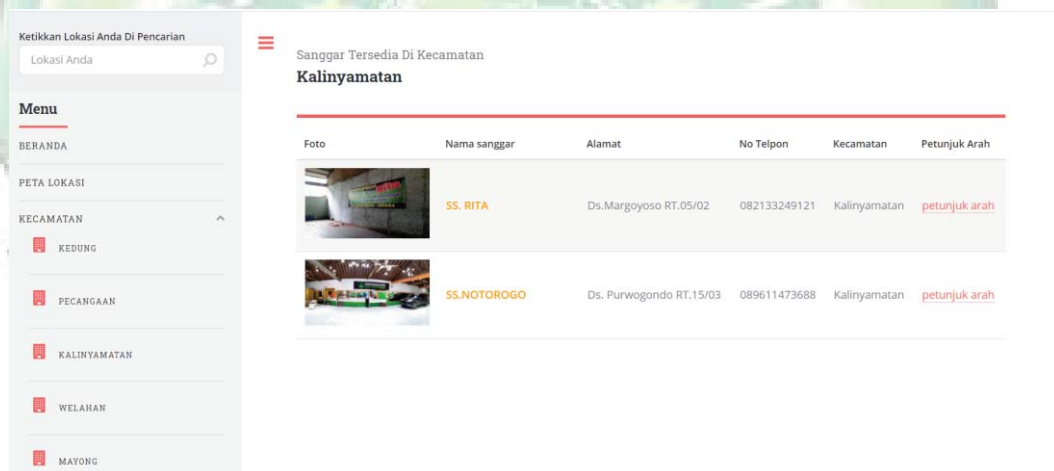 Ketikkan Lokasi Anda Di Pencarian
Lokasi Anda
Menu
BERANDA
PETA LOKASI
KECAMATAN
KEDUNG
PECANGAAN
KALINYAMATAN
WELAHAN
MAYONG
Sanggar Tersedia Di Kecamatan
Kalinyamatan
Foto Nama sanggar Alamat No Telpon Kecamatan Petunjuk Arah
SS. RITA Ds.Margoyoso RT.05/02 082133249121 Kalinyamatan petunjuk arah
SS.NOTOROGO Ds. Purwogondo RT.15/03 089611473688 Kalinyamatan petunjuk arah